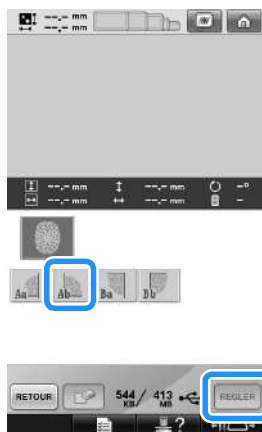 --,- mm
--,- mm
--,- mm --,- mm --°
--,- mm --,- mm -
Aa Ab Ba Bb
RETOUR 544 KB / 413 MB REGLER
?